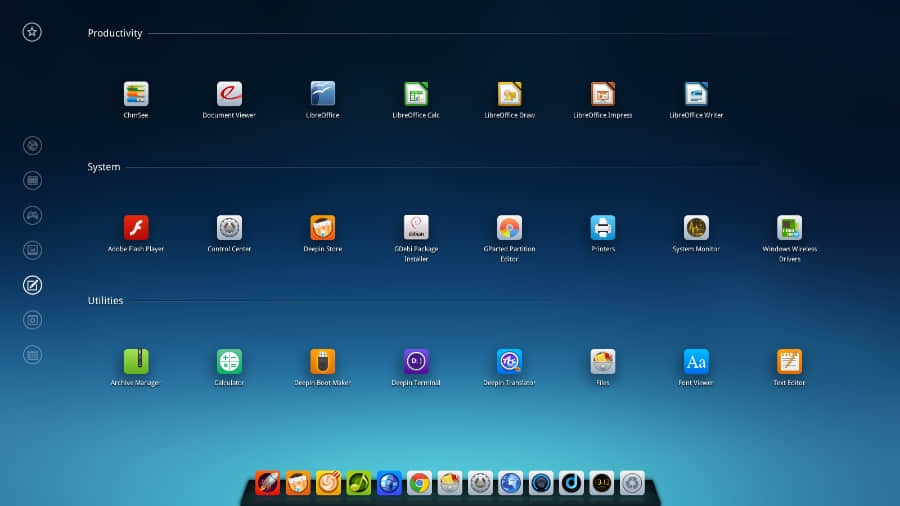 Productivity
ChmSee
Document Viewer
LibreOffice
LibreOffice Calc
LibreOffice Draw
LibreOffice Impress
LibreOffice Writer
System
Adobe Flash Player
Control Center
Deepin Store
GDebi Package
Installer
GParted Partition
Editor
Printers
System Monitor
Windows Wireless
Drivers
debian
Utilities
Archive Manager
Calculator
Deepin Boot Maker
Deepin Terminal
Deepin Translator
Files
Font Viewer
Text Editor
D:)
Aa